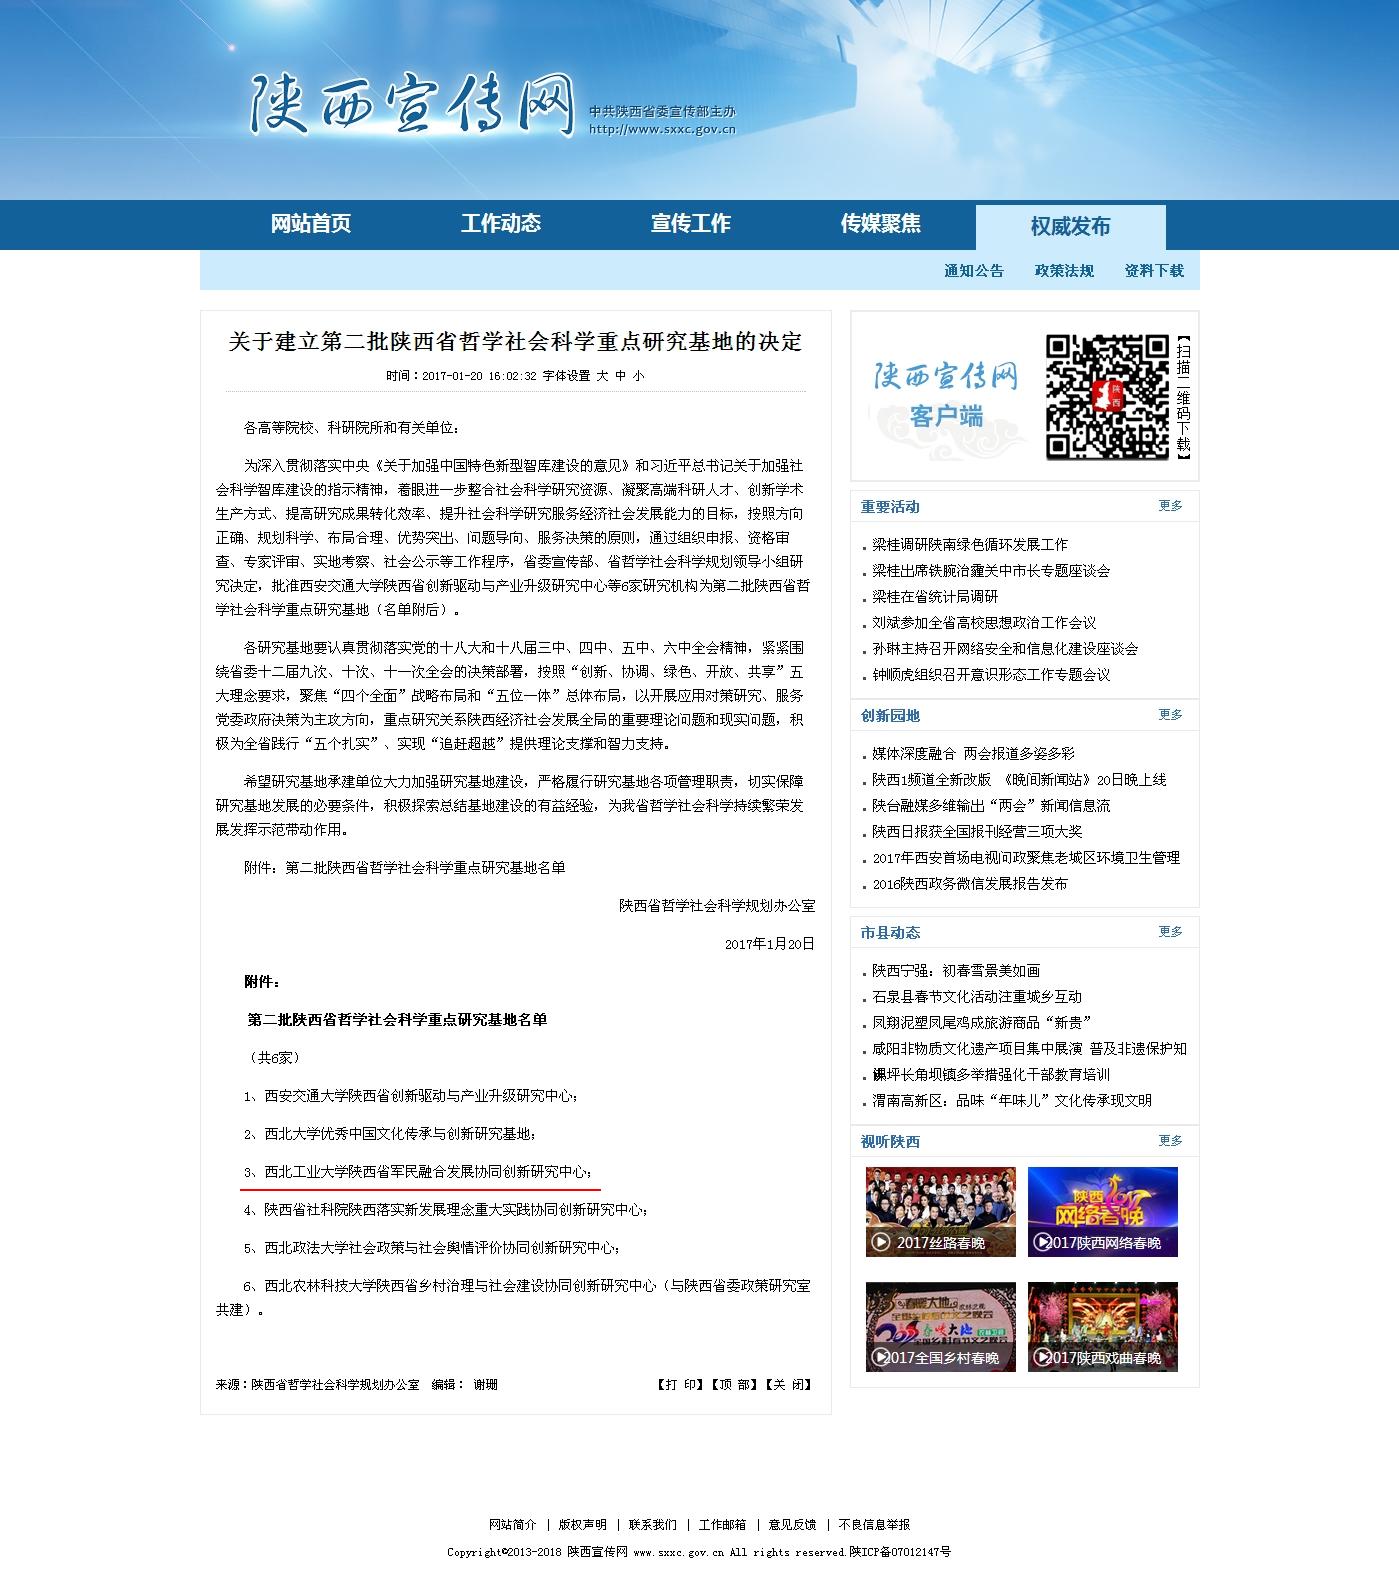 陕西宣传网
中共陕西省委宣传部主办
http://www.sxxc.gov.cn
网站首页
工作动态
宣传工作
传媒聚焦
权威发布
通知公告
政策法规
资料下载
关于建立第二批陕西省哲学社会科学重点研究基地的决定
时间：2017-01-20 16:02:32 字体设置 大 中 小
各高等院校、科研院所和有关单位：
为深入贯彻落实中央《关于加强中国特色新型智库建设的意见》和习近平总书记关于加强社
会科学智库建设的指示精神，着眼进一步整合社会科学研究资源、凝聚高端科研人才、创新学术
生产方式、提高研究成果转化效率、提升社会科学研究服务经济社会发展能力的目标，按照方向
正确、规划科学、布局合理、优势突出、问题导向、服务决策的原则，通过组织申报、资格审
查、专家评审、实地考察、社会公示等工作程序，省委宣传部、省哲学社会科学规划领导小组研
究决定，批准西安交通大学陕西省创新驱动与产业升级研究中心等6家研究机构为第二批陕西省哲
学社会科学重点研究基地（名单附后）。
各研究基地要认真贯彻落实党的十八大和十八届三中、四中、五中、六中全会精神，紧紧围
绕省委十二届九次、十次、十一次全会的决策部署，按照“创新、协调、绿色、开放、共享”五
大理念要求，聚焦“四个全面”战略布局和“五位一体”总体布局，以开展应用对策研究、服务
党委政府决策为主攻方向，重点研究关系陕西经济社会发展全局的重要理论问题和现实问题，积
极为全省践行“五个扎实”、实现“追赶超越”提供理论支撑和智力支持。
希望研究基地承建单位大力加强研究基地建设，严格履行研究基地各项管理职责，切实保障
研究基地发展的必要条件，积极探索总结基地建设的有益经验，为我省哲学社会科学持续繁荣发
展发挥示范带动作用。
附件：第二批陕西省哲学社会科学重点研究基地名单
陕西省哲学社会科学规划办公室
2017年1月20日
附件：
第二批陕西省哲学社会科学重点研究基地名单
（共6家）
1、西安交通大学陕西省创新驱动与产业升级研究中心；
2、西北大学优秀中国文化传承与创新研究基地；
3、西北工业大学陕西省军民融合发展协同创新研究中心；
4、陕西省社科院陕西落实新发展理念重大实践协同创新研究中心；
5、西北政法大学社会政策与社会舆情评价协同创新研究中心；
6、西北农林科技大学陕西省乡村治理与社会建设协同创新研究中心（与陕西省委政策研究室
共建）。
来源：陕西省哲学社会科学规划办公室 编辑： 谢珊
【打 印】【顶 部】【关 闭】
陕西宣传网
客户端
陕西
【扫描二维码下载】
重要活动 更多
梁桂调研陕南绿色循环发展工作
梁桂出席铁腕治霾关中市长专题座谈会
梁桂在省统计局调研
刘斌参加全省高校思想政治工作会议
孙琳主持召开网络安全和信息化建设座谈会
钟顺虎组织召开意识形态工作专题会议
创新园地 更多
媒体深度融合 两会报道多姿多彩
陕西1频道全新改版 《晚间新闻站》20日晚上线
陕台融媒多维输出“两会”新闻信息流
陕西日报获全国报刊经营三项大奖
2017年西安首场电视问政聚焦老城区环境卫生管理
2016陕西政务微信发展报告发布
市县动态 更多
陕西宁强：初春雪景美如画
石泉县春节文化活动注重城乡互动
凤翔泥塑凤尾鸡成旅游商品“新贵”
咸阳非物质文化遗产项目集中展演 普及非遗保护知
坪长角坝镇多举措强化干部教育培训
渭南高新区：品味“年味儿”文化传承现文明
视听陕西 更多
2017丝路春晚
陕西2017
网络春晚
2017陕西网络春晚
2017全国乡村春晚
2017陕西戏曲春晚
网站简介 | 版权声明 | 联系我们 | 工作邮箱 | 意见反馈 | 不良信息举报
Copyright©2013-2018 陕西宣传网 www.sxxc.gov.cn All rights reserved.陕ICP备07012147号